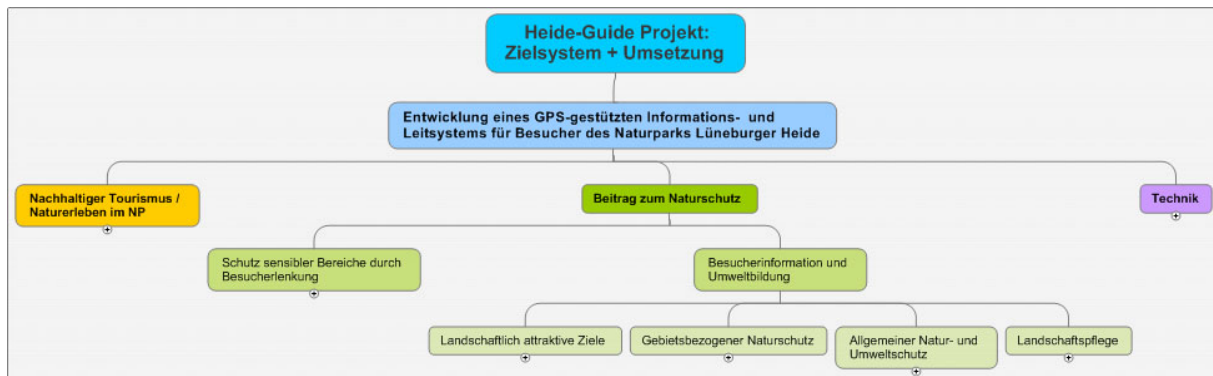 Heide-Guide Projekt:
Zielsystem + Umsetzung
Entwicklung eines GPS-gestützten Informations- und
Leitsystems für Besucher des Naturparks Lüneburger Heide
Nachhaltiger Tourismus /
Naturerleben im NP
Beitrag zum Naturschutz
Technik
Schutz sensibler Bereiche durch
Besucherlenkung
Besucherinformation und
Umweltbildung
Landschaftlich attraktive Ziele
Gebietsbezogener Naturschutz
Allgemeiner Natur- und
Umweltschutz
Landschaftspflege